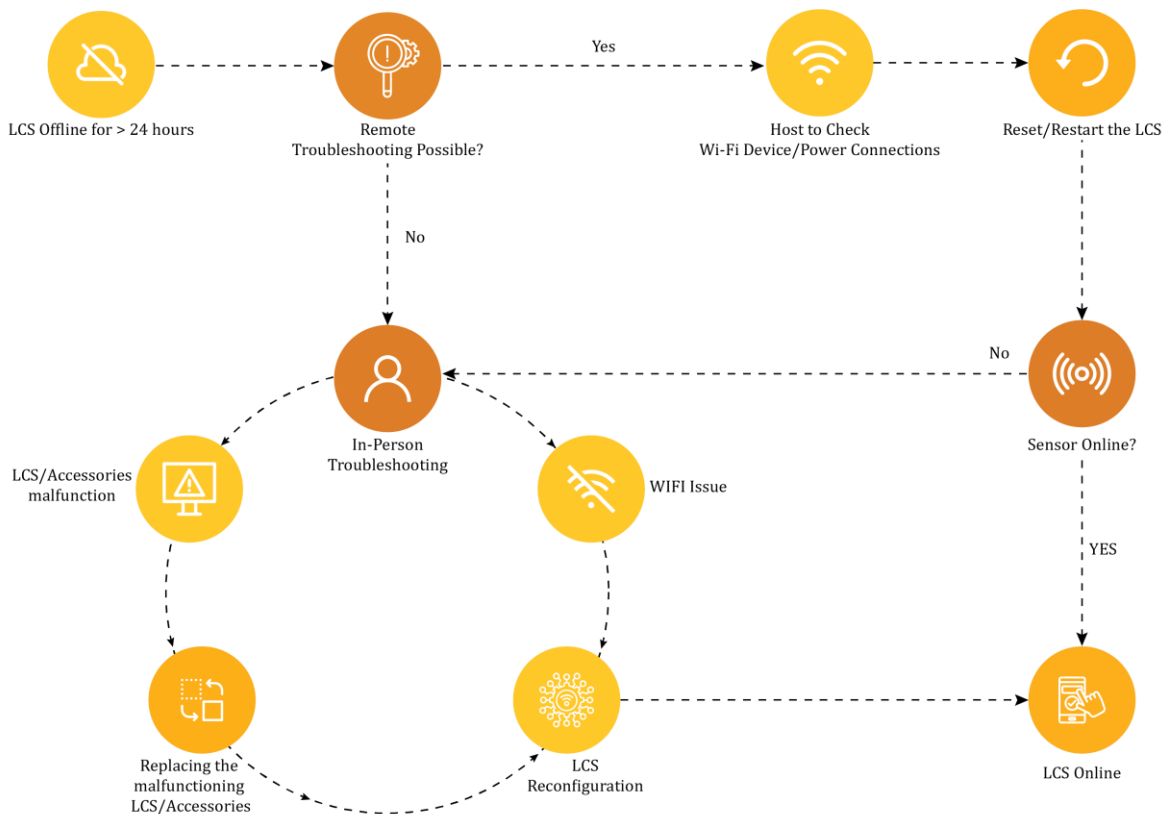 Yes
LCS Offline for > 24 hours
Remote
Troubleshooting Possible?
Host to Check
Wi-Fi Device/Power Connections
Reset/Restart the LCS
No
No
In-Person
Troubleshooting
Sensor Online?
LCS/Accessories
malfunction
WIFI Issue
YES
Replacing the
malfunctioning
LCS/Accessories
LCS
Reconfiguration
LCS Online